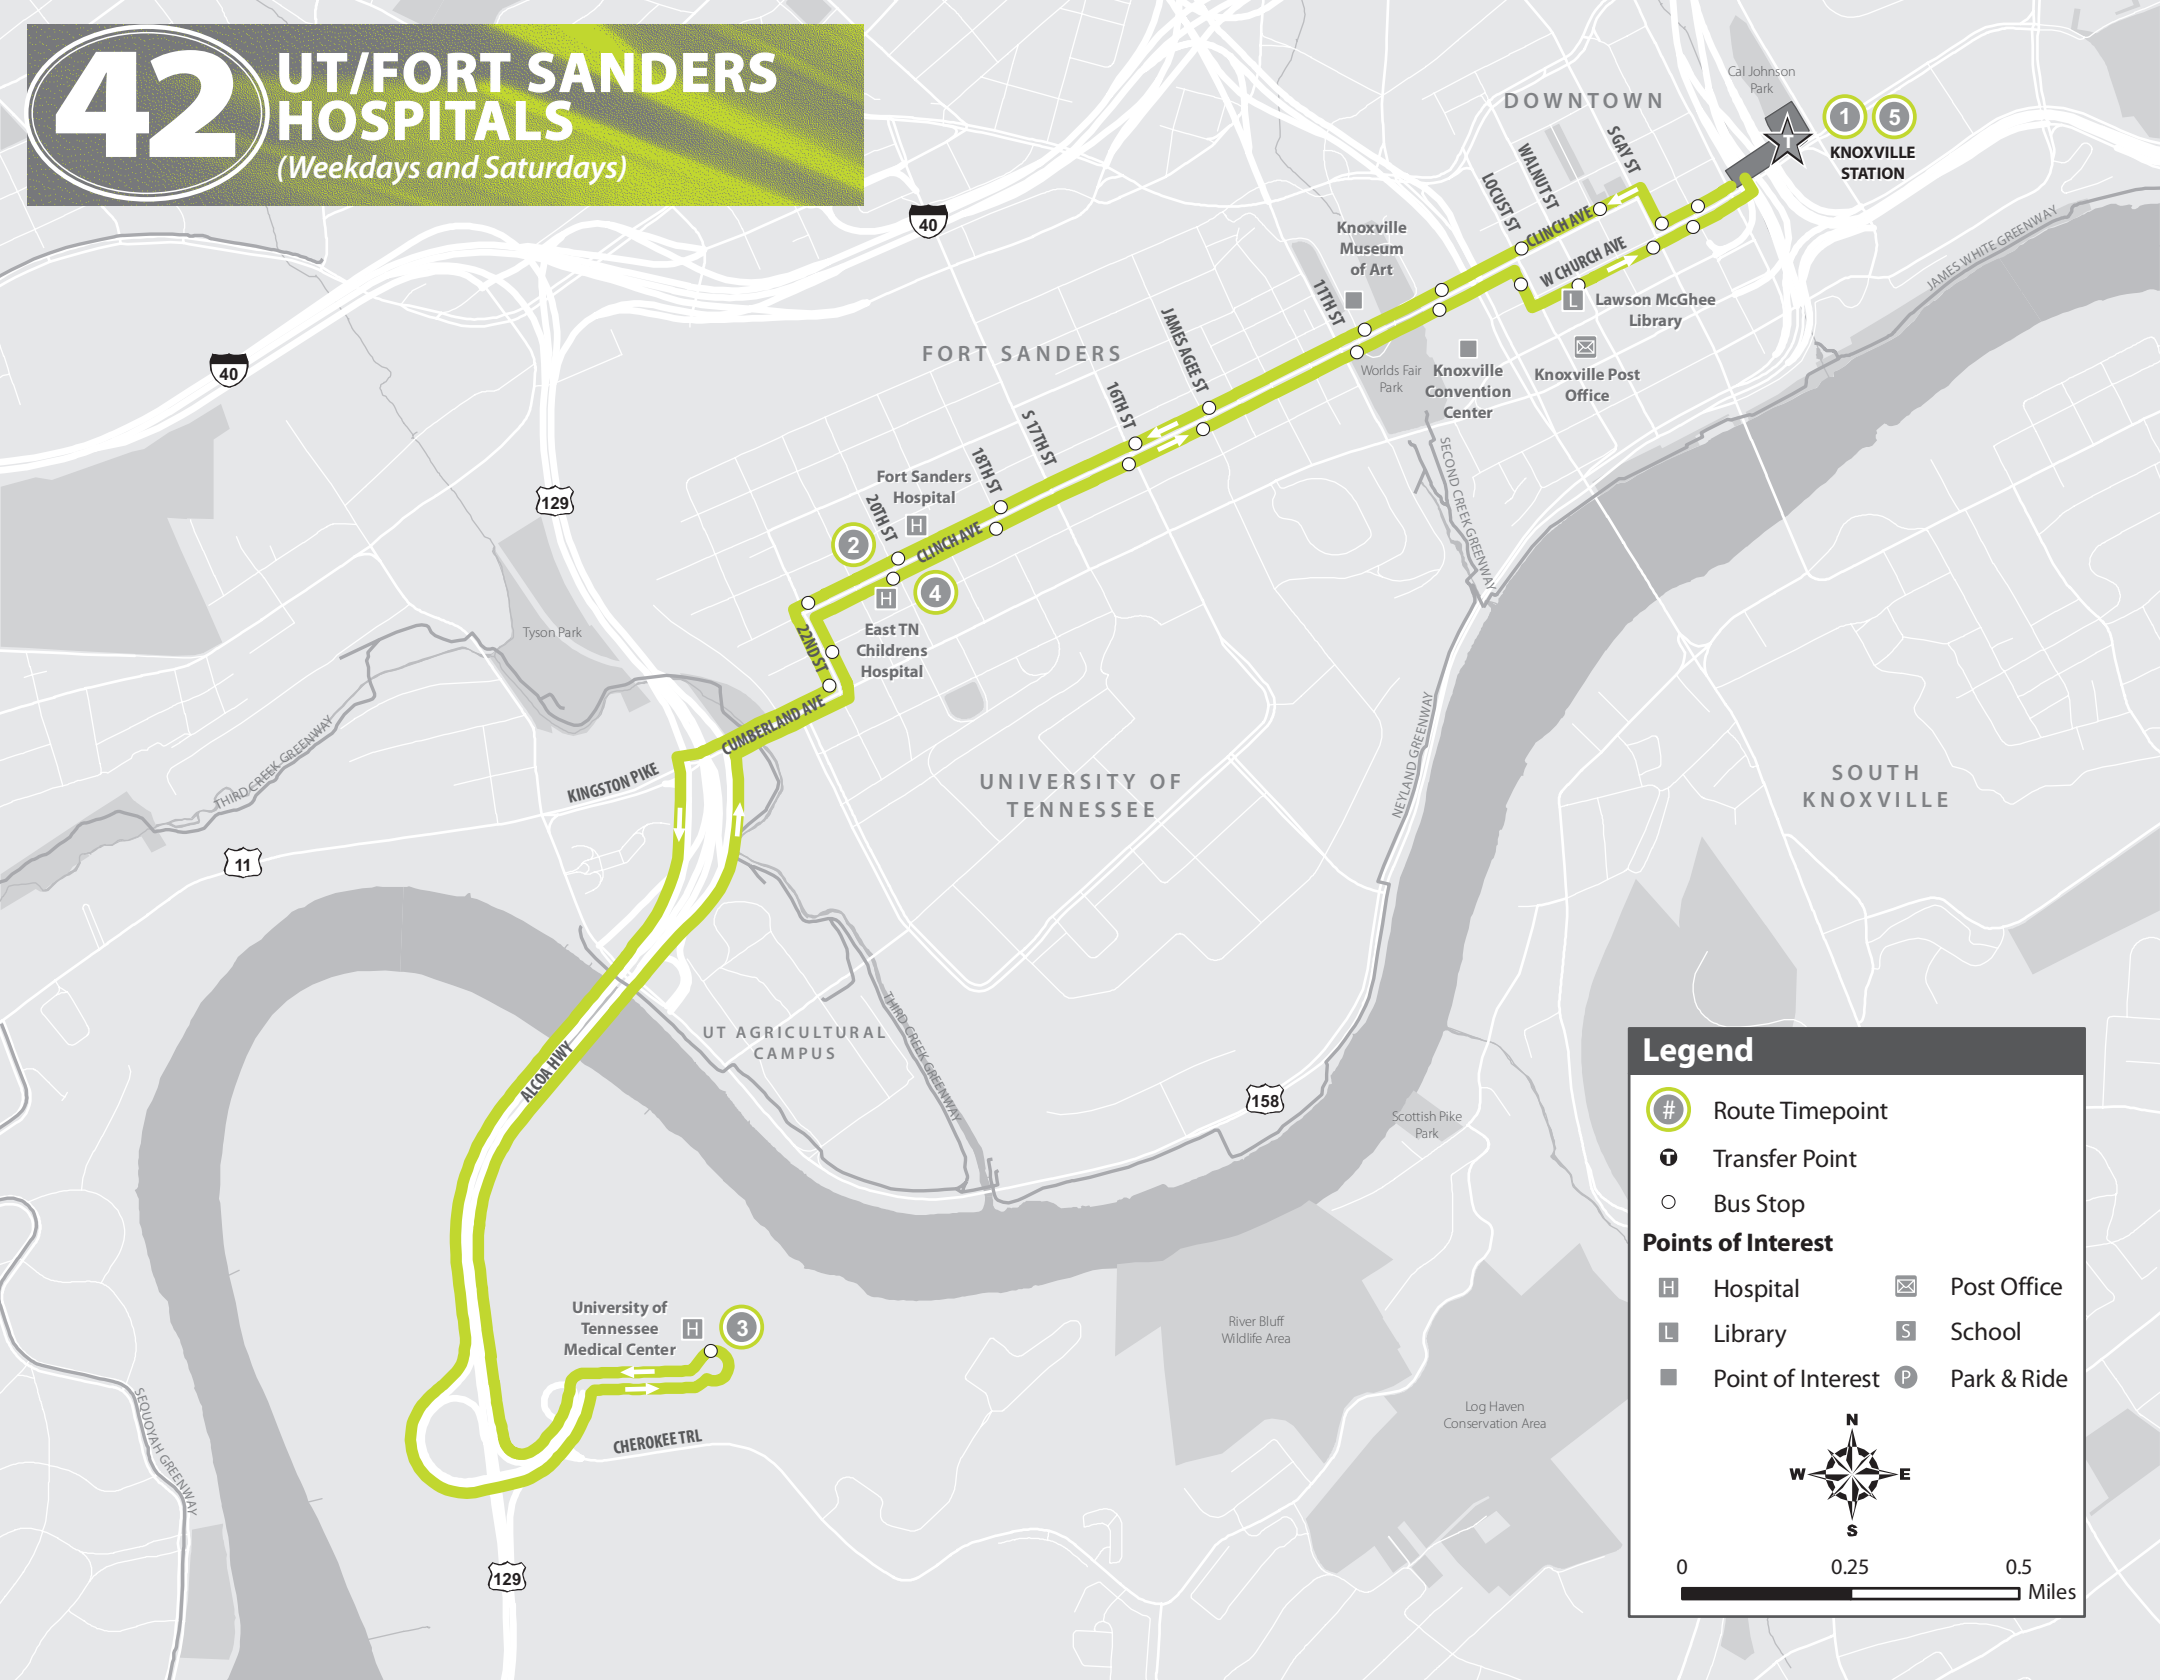 42
UT/FORT SANDERS
HOSPITALS
(Weekdays and Saturdays)
Cal Johnson
Park
DOWNTOWN
1
5
KNOXVILLE
STATION
T
S GAY ST
WALNUT ST
LOCUST ST
CLINCH AVE
W CHURCH AVE
JAMES WHITE GREENWAY
40
Knoxville
Museum
of Art
L
Lawson McGhee
Library
11TH ST
JAMES AGEE ST
FORT SANDERS
40
Worlds Fair
Park
Knoxville
Convention
Center
Knoxville Post
Office
16TH ST
S 17TH ST
18TH ST
20TH ST
Fort Sanders
Hospital
H
129
SECOND CREEK GREENWAY
2
CLINCH AVE
4
H
East TN
Childrens
Hospital
22ND ST
Tyson Park
CUMBERLAND AVE
KINGSTON PIKE
THIRD CREEK GREENWAY
NEYLAND GREENWAY
UNIVERSITY OF
TENNESSEE
SOUTH
KNOXVILLE
11
UT AGRICULTURAL
CAMPUS
THIRD CREEK GREENWAY
ALCOA HWY
158
Scottish Pike
Park
University of
Tennessee
Medical Center
H
3
River Bluff
Wildlife Area
Log Haven
Conservation Area
CHEROKEE TRL
SEQUOYAH GREENWAY
129
Legend
# Route Timepoint
T Transfer Point
Bus Stop
Points of Interest
H Hospital
Post Office
L Library
S School
Point of Interest
P Park & Ride
N
W
E
S
0 0.25 0.5
Miles